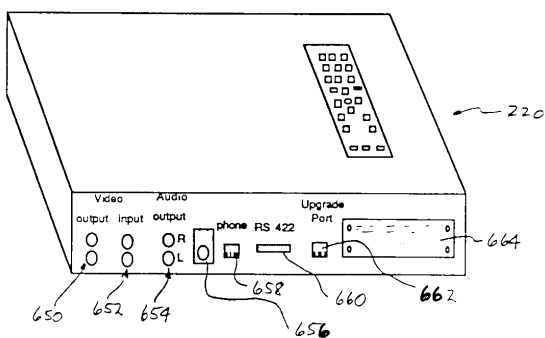 220
Video Audio Upgrade
output input output phone RS 422 Port
R
L
664
650 652 654 656 658 660 662